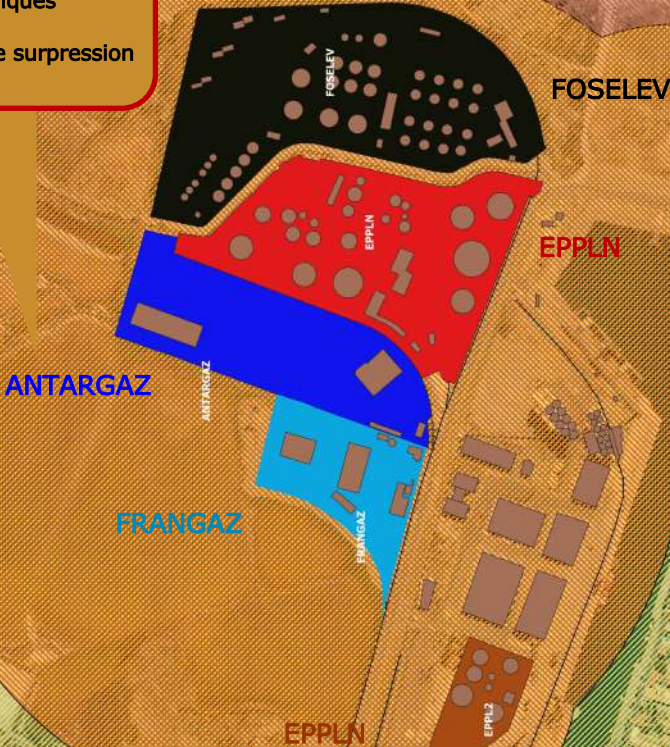 iques
e surpression
FOSELEV
FOSELEV
EPPLN
EPPLN
ANTARGAZ
ANTARGAZ
FRANGAZ
FRANGAZ
EPPLN
EPPL2